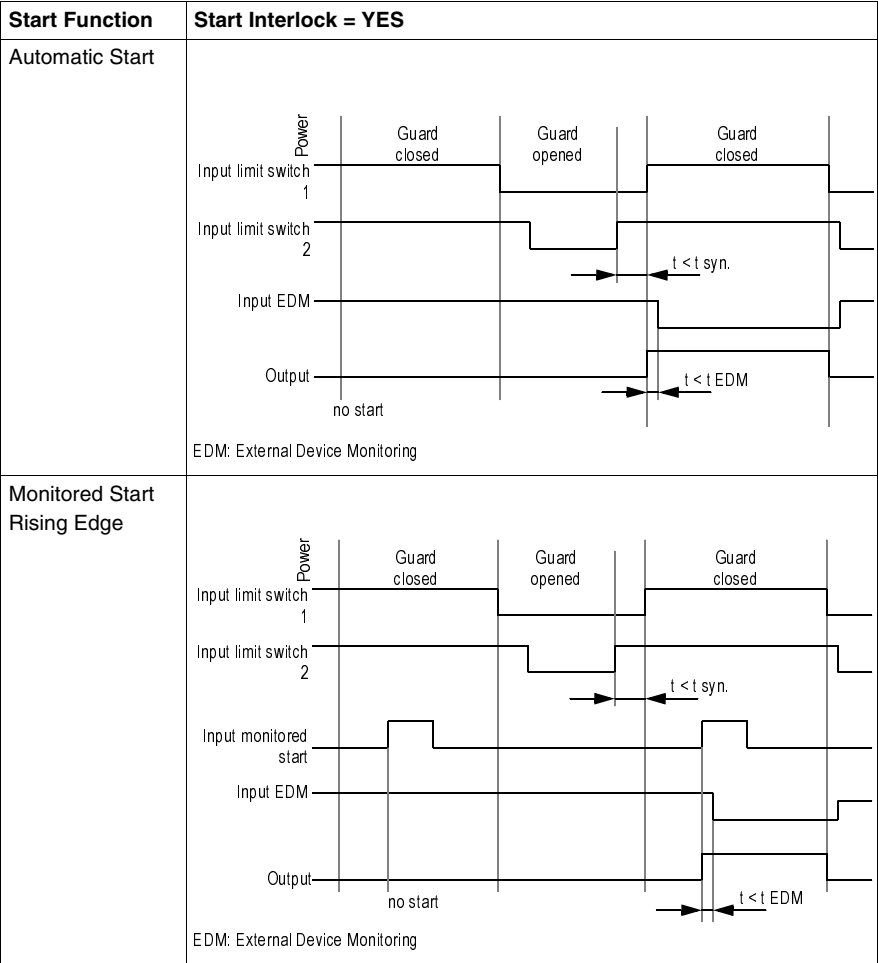 Start Function
Start Interlock = YES
Automatic Start
Power
Guard
closed
Guard
opened
Guard
closed
Input limit switch
1
Input limit switch
2
t < t syn.
Input EDM
Output
t < t EDM
no start
EDM: External Device Monitoring
Monitored Start
Rising Edge
Power
Guard
closed
Guard
opened
Guard
closed
Input limit switch
1
Input limit switch
2
t < t syn.
Input monitored
start
Input EDM
Output
no start
t < t EDM
EDM: External Device Monitoring